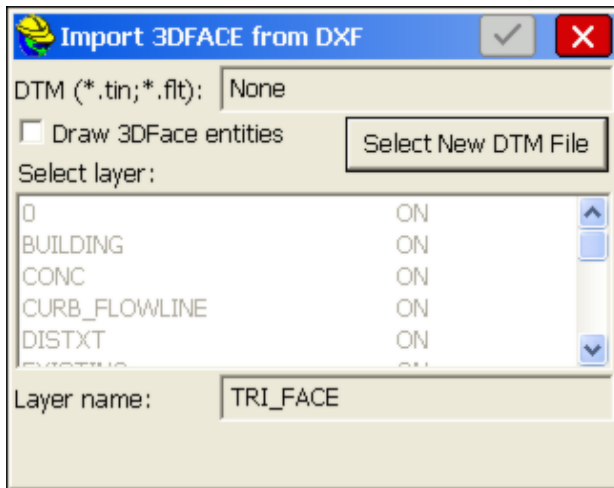 Import 3DFACE from DXF
DTM (*.tin;*.flt): None
Draw 3DFace entities
Select New DTM File
Select layer:
0 ON
BUILDING ON
CONC ON
CURB_FLOWLINE ON
DISTXT ON
Layer name: TRI_FACE